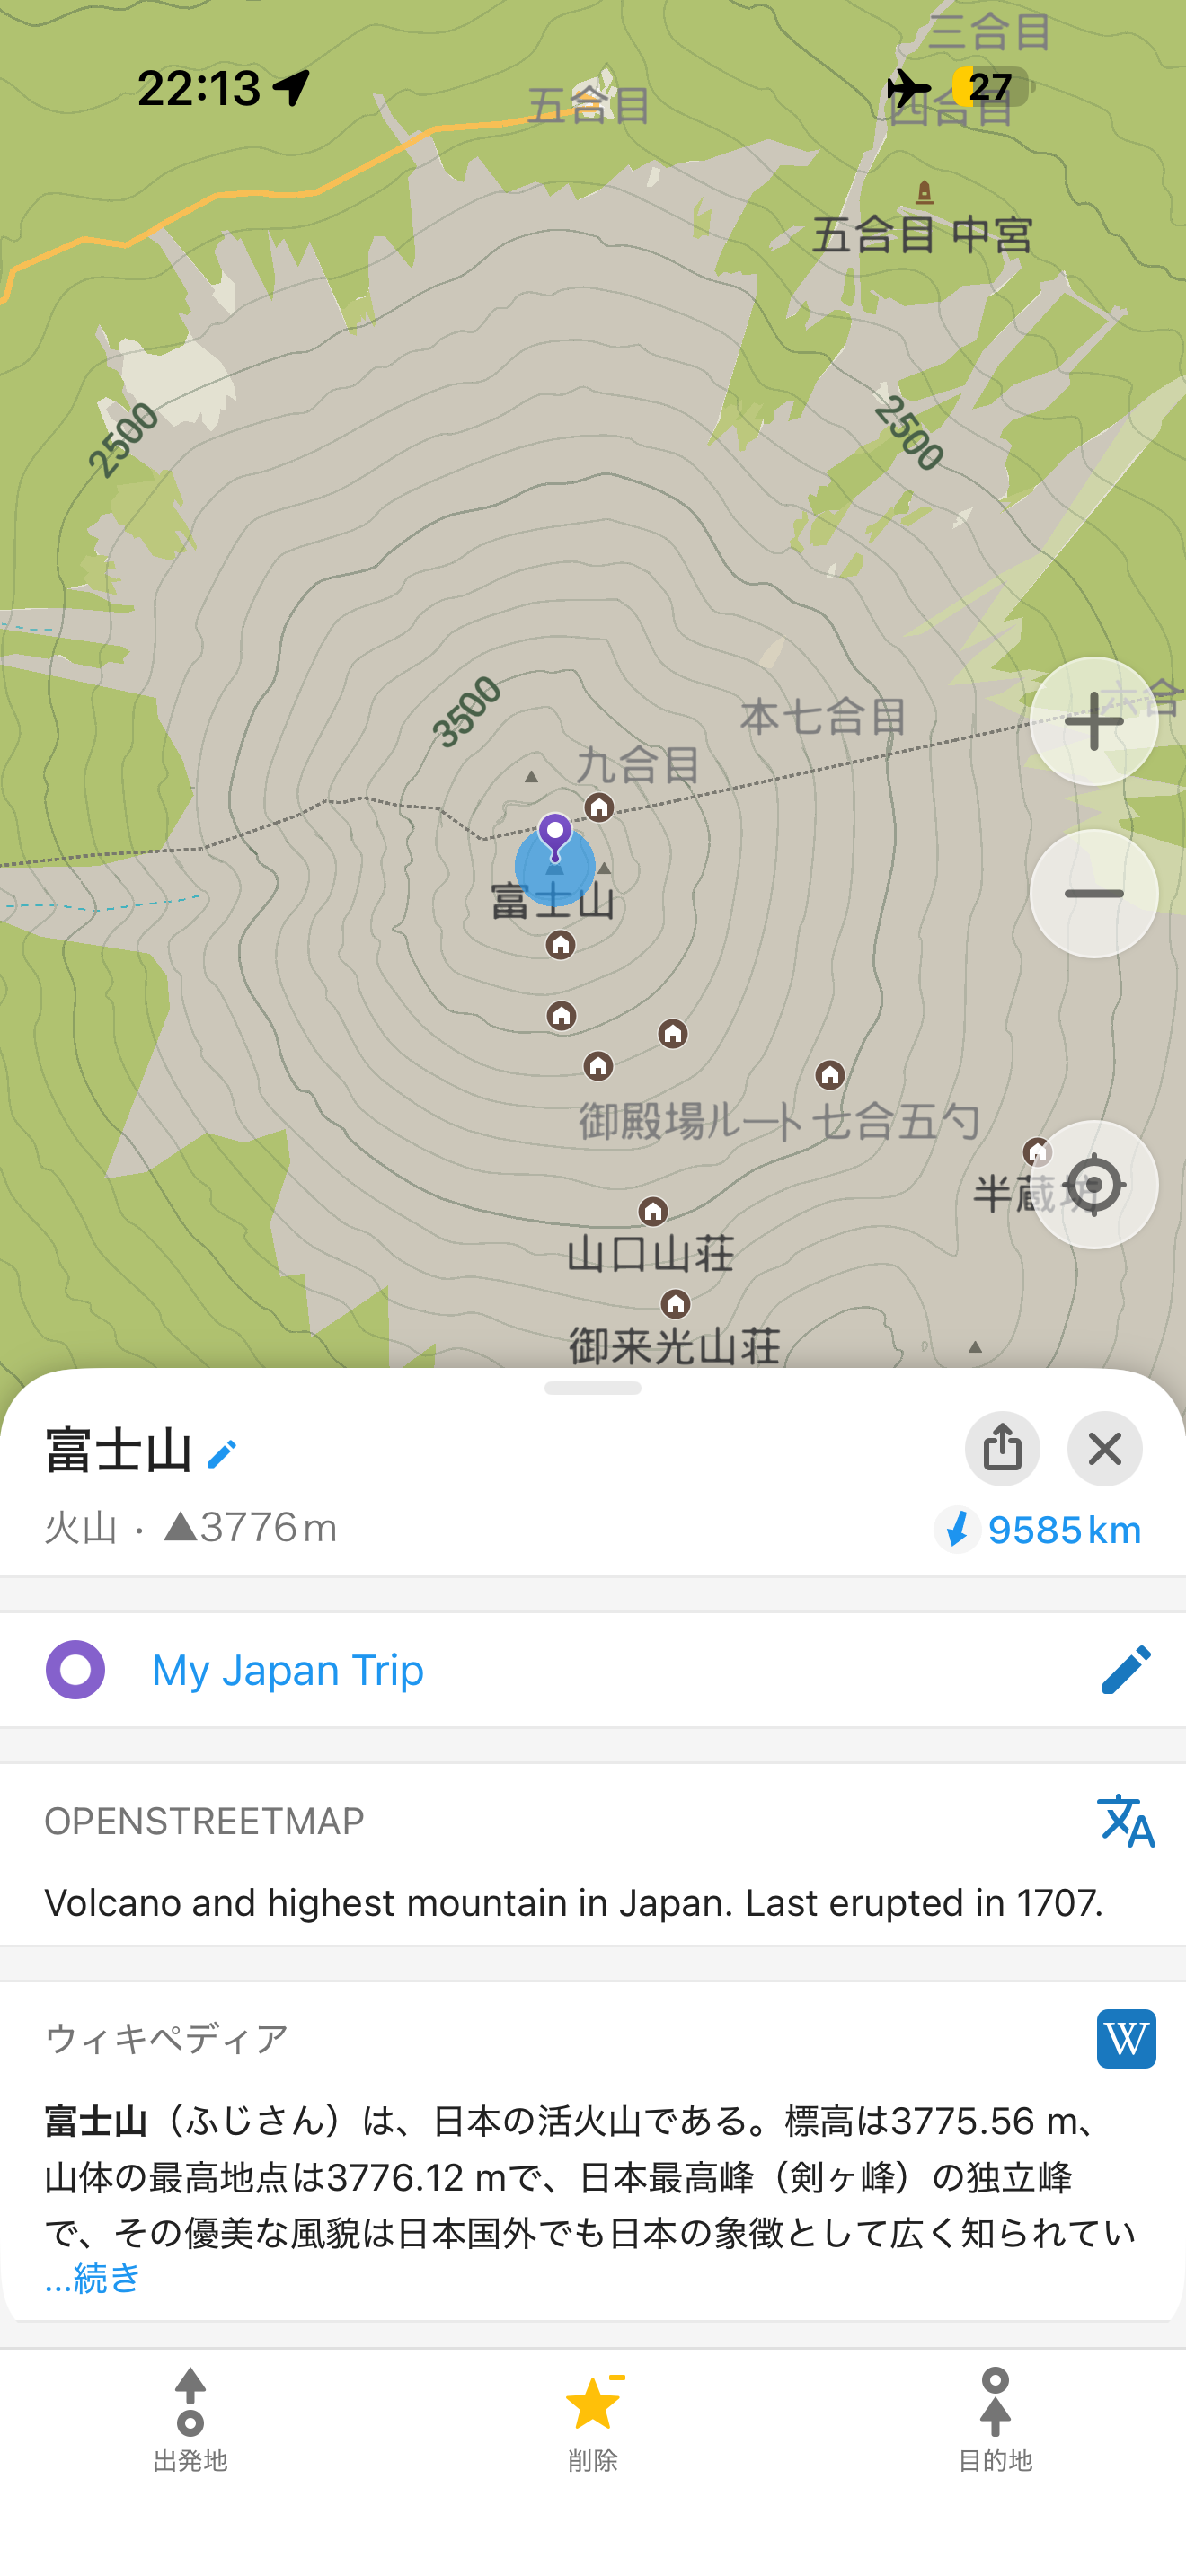 三合目
22:13
27
五合目
四合目
五合目 中宮
2500
2500
3500
本七合目
六合
九合目
富士山
御殿場ルート 七合五勺
半蔵坊
山口山荘
御来光山荘
富士山
火山 · ▲3776 m
9585 km
My Japan Trip
OPENSTREETMAP
Volcano and highest mountain in Japan. Last erupted in 1707.
ウィキペディア
W
富士山（ふじさん）は、日本の活火山である。標高は3775.56 m、
山体の最高地点は3776.12 mで、日本最高峰（剣ヶ峰）の独立峰
で、その優美な風貌は日本国外でも日本の象徴として広く知られてい
...続き
出発地
削除
目的地